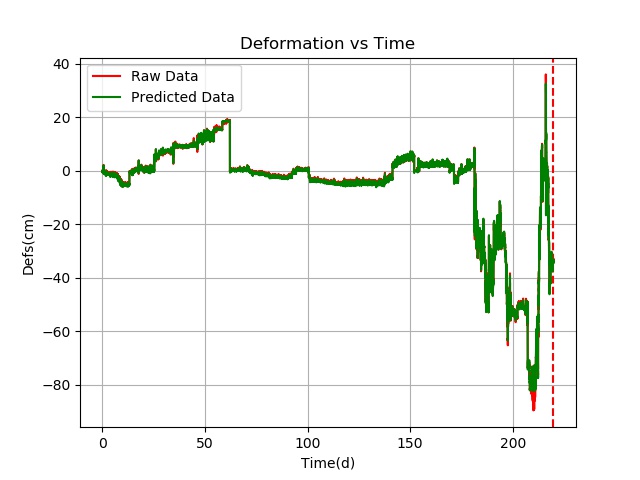 Deformation vs Time
Raw Data
Predicted Data
Defs(cm)
40
20
0
−20
−40
−60
−80
0 50 100 150 200
Time(d)